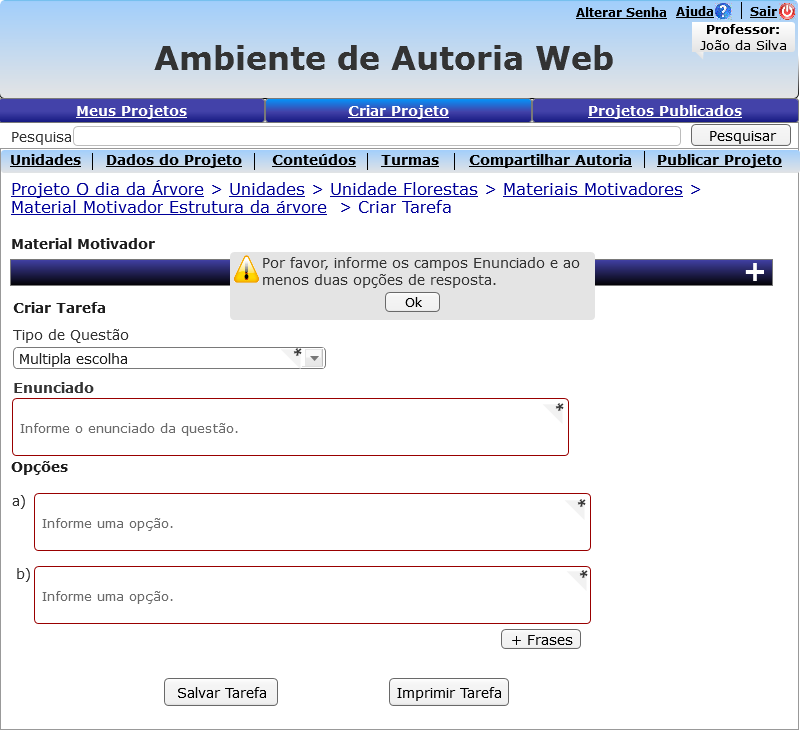 Alterar Senha Ajuda ? Sair
Professor:
João da Silva
Ambiente de Autoria Web
Meus Projetos Criar Projeto Projetos Publicados
Pesquisa Pesquisar
Unidades | Dados do Projeto | Conteúdos | Turmas | Compartilhar Autoria | Publicar Projeto
Projeto O dia da Árvore > Unidades > Unidade Florestas > Materiais Motivadores >
Material Motivador Estrutura da árvore > Criar Tarefa
Material Motivador
+
Por favor, informe os campos Enunciado e ao
menos duas opções de resposta.
Ok
Criar Tarefa
Tipo de Questão
Multipla escolha *
Enunciado
*
Informe o enunciado da questão.
Opções
a) *
Informe uma opção.
b) *
Informe uma opção.
+ Frases
Salvar Tarefa Imprimir Tarefa